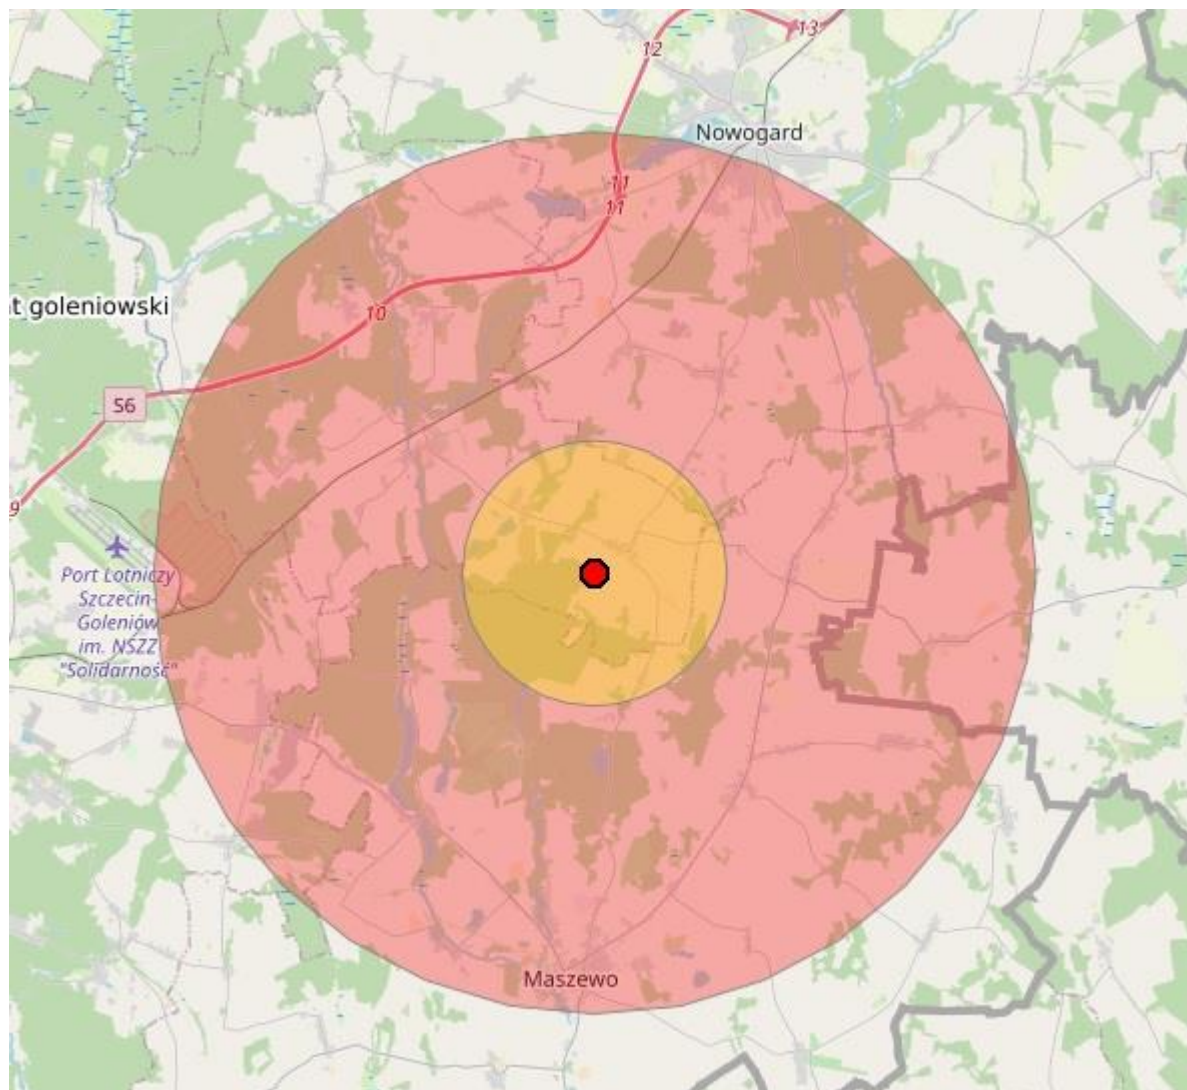 13
12
Nowogard
11
11
t goleniowski
10
S6
9
Port Lotniczy
Szczecin-
Goleniów
im. NSZZ
"Solidarność"
Maszewo